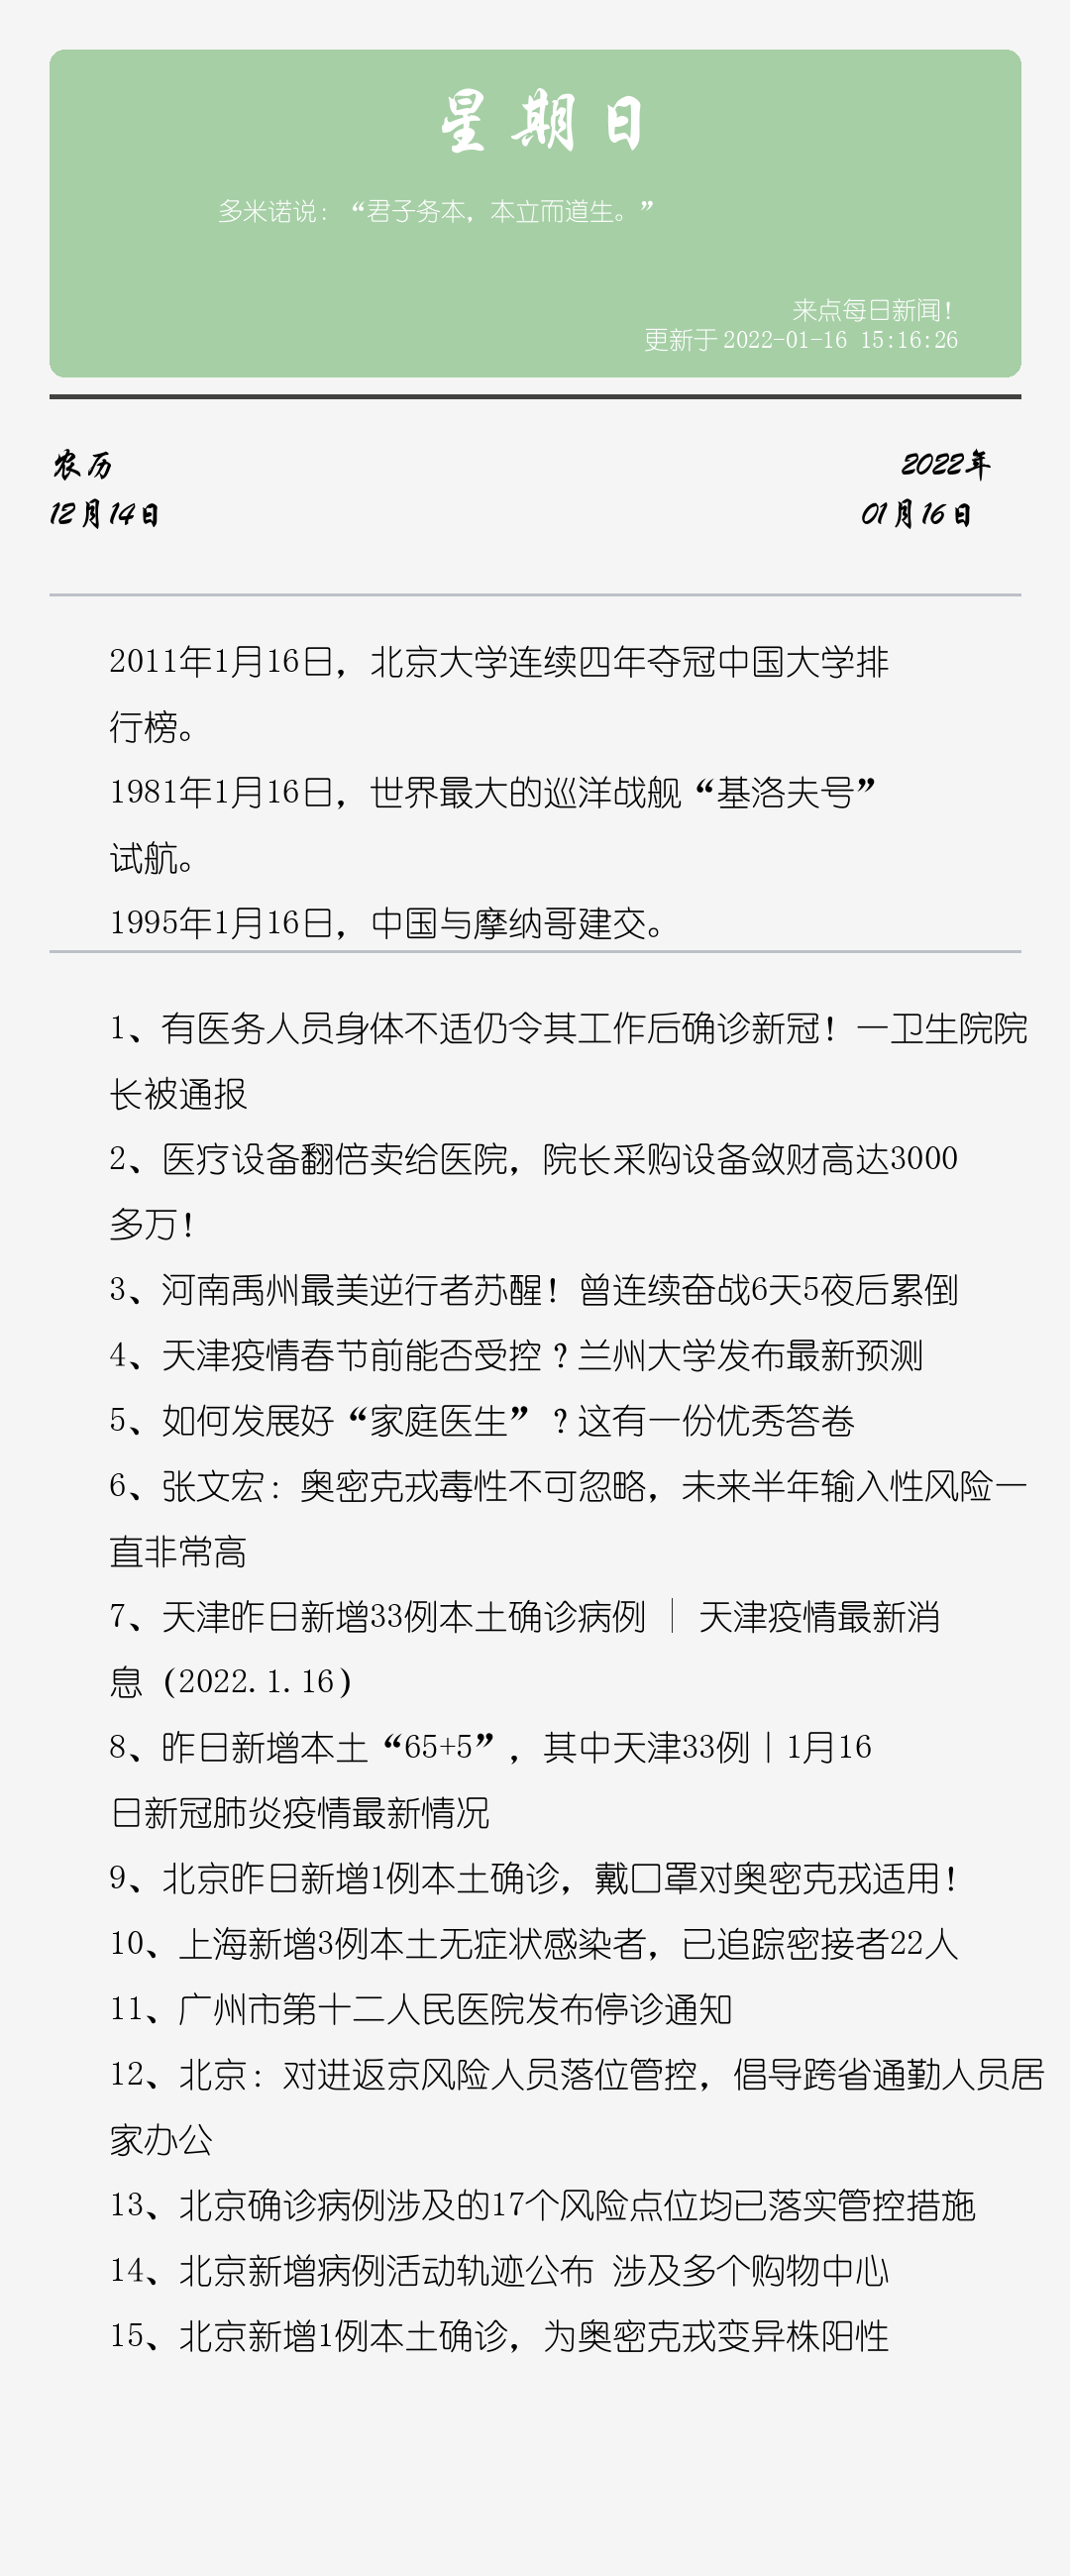 星期日
多米诺说：“君子务本，本立而道生。”
来点每日新闻！
更新于 2022-01-16 15:16:26
农历
2022年
12月14日
01月16日
2011年1月16日，北京大学连续四年夺冠中国大学排
行榜。
1981年1月16日，世界最大的巡洋战舰“基洛夫号”
试航。
1995年1月16日，中国与摩纳哥建交。
1、有医务人员身体不适仍令其工作后确诊新冠！一卫生院院
长被通报
2、医疗设备翻倍卖给医院，院长采购设备敛财高达3000
多万！
3、河南禹州最美逆行者苏醒！曾连续奋战6天5夜后累倒
4、天津疫情春节前能否受控？兰州大学发布最新预测
5、如何发展好“家庭医生”？这有一份优秀答卷
6、张文宏：奥密克戎毒性不可忽略，未来半年输入性风险一
直非常高
7、天津昨日新增33例本土确诊病例 │ 天津疫情最新消
息（2022.1.16）
8、昨日新增本土“65+5”，其中天津33例丨1月16
日新冠肺炎疫情最新情况
9、北京昨日新增1例本土确诊，戴口罩对奥密克戎适用！
10、上海新增3例本土无症状感染者，已追踪密接者22人
11、广州市第十二人民医院发布停诊通知
12、北京：对进返京风险人员落位管控，倡导跨省通勤人员居
家办公
13、北京确诊病例涉及的17个风险点位均已落实管控措施
14、北京新增病例活动轨迹公布 涉及多个购物中心
15、北京新增1例本土确诊，为奥密克戎变异株阳性